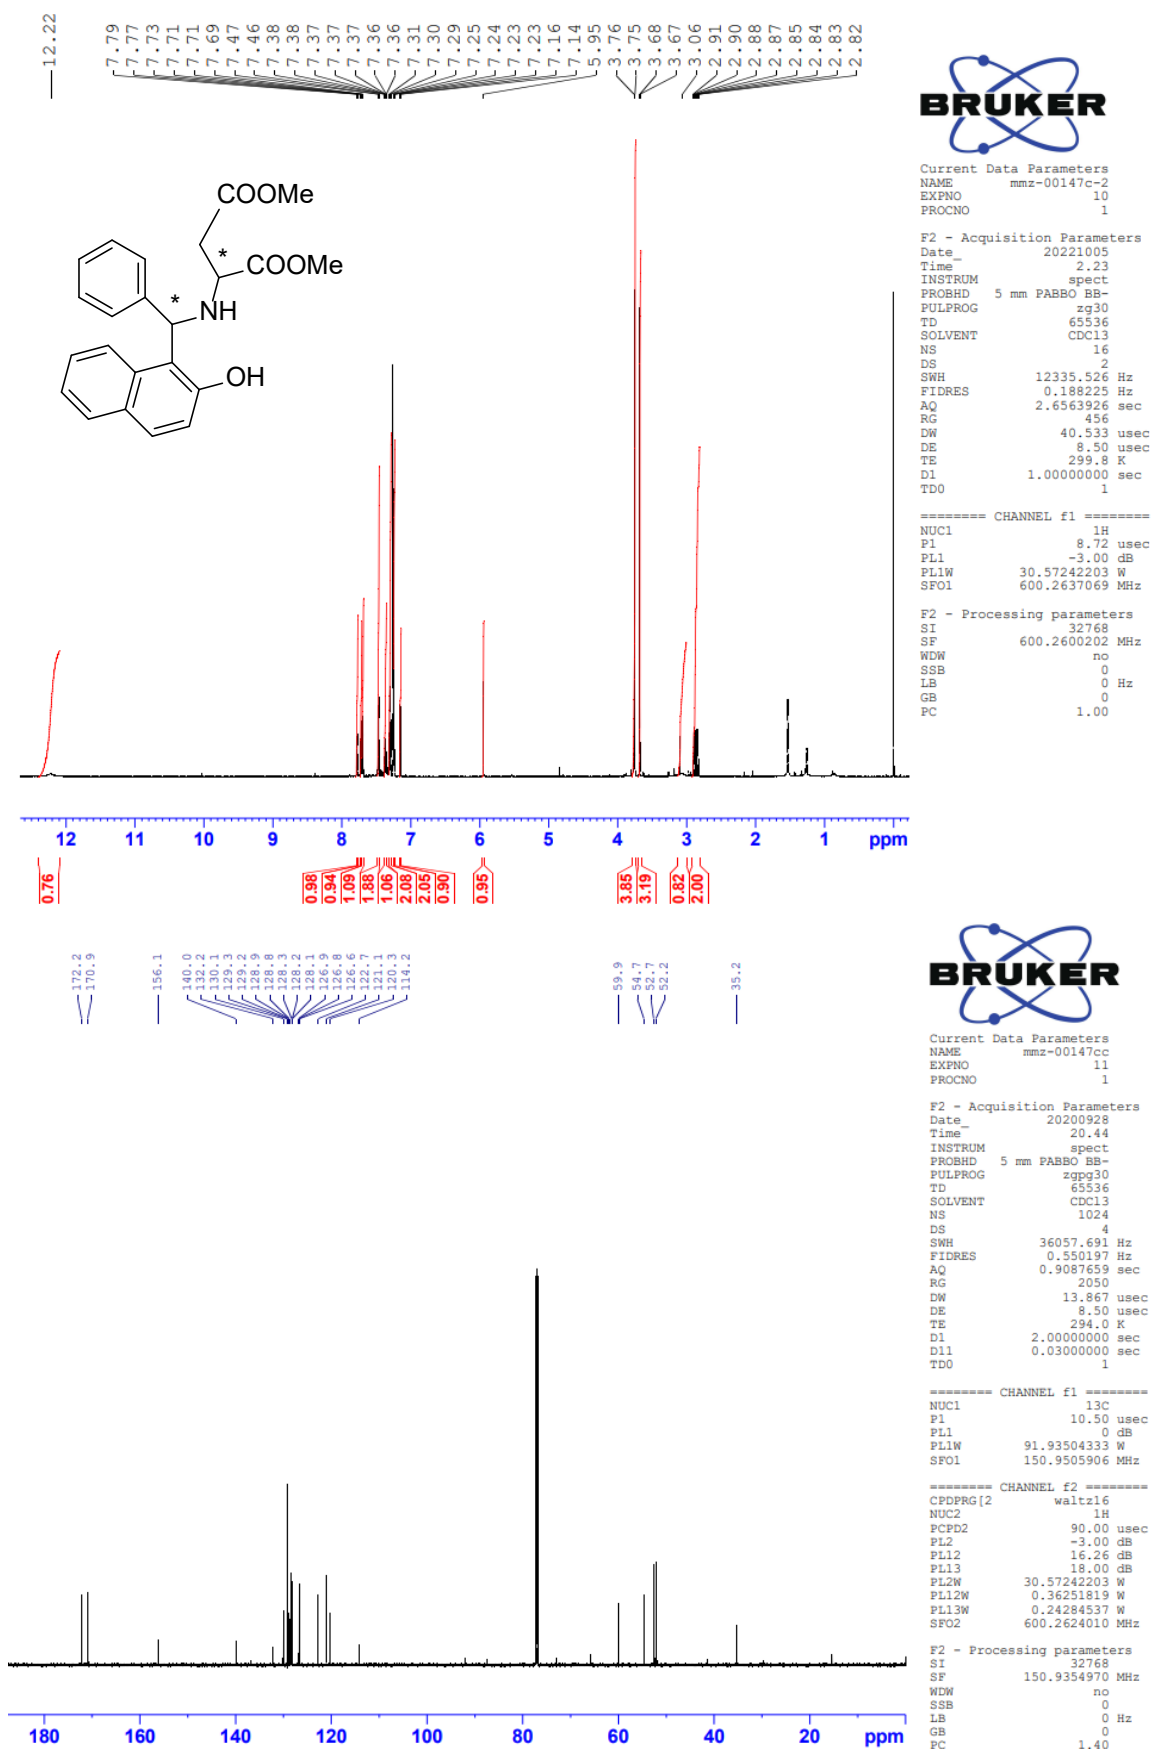 12.22
7.79
7.77
7.73
7.71
7.71
7.69
7.47
7.46
7.38
7.38
7.37
7.37
7.37
7.36
7.36
7.31
7.30
7.29
7.25
7.24
7.23
7.23
7.16
7.14
5.95
3.76
3.75
3.68
3.67
3.06
2.91
2.90
2.88
2.87
2.85
2.84
2.83
2.82
COOMe
*
COOMe
*
NH
OH
BRUKER
Current Data Parameters
NAME mmz-00147c-2
EXPNO 10
PROCNO 1
F2 - Acquisition Parameters
Date_ 20221005
Time 2.23
INSTRUM spect
PROBHD 5 mm PABBO BB-
PULPROG zg30
TD 65536
SOLVENT CDCl3
NS 16
DS 2
SWH 12335.526 Hz
FIDRES 0.188225 Hz
AQ 2.6563926 sec
RG 456
DW 40.533 usec
DE 8.50 usec
TE 299.8 K
D1 1.00000000 sec
TD0 1
======== CHANNEL f1 ========
NUC1 1H
P1 8.72 usec
PL1 -3.00 dB
PL1W 30.57242203 W
SFO1 600.2637069 MHz
F2 - Processing parameters
SI 32768
SF 600.2600202 MHz
WDW no
SSB 0
LB 0 Hz
GB 0
PC 1.00
12 11 10 9 8 7 6 5 4 3 2 1 ppm
0.76
0.98
0.94
1.09
1.88
1.06
2.08
2.05
0.90
0.95
3.85
3.19
0.82
2.00
172.2
170.9
156.1
140.0
132.2
130.1
129.3
129.2
128.9
128.8
128.3
128.2
128.1
126.9
126.8
126.6
122.7
121.1
120.3
114.2
59.9
54.7
52.7
52.2
35.2
BRUKER
Current Data Parameters
NAME mmz-00147cc
EXPNO 11
PROCNO 1
F2 - Acquisition Parameters
Date_ 20200928
Time 20.44
INSTRUM spect
PROBHD 5 mm PABBO BB-
PULPROG zgpg30
TD 65536
SOLVENT CDCl3
NS 1024
DS 4
SWH 36057.691 Hz
FIDRES 0.550197 Hz
AQ 0.9087659 sec
RG 2050
DW 13.867 usec
DE 8.50 usec
TE 294.0 K
D1 2.00000000 sec
D11 0.03000000 sec
TD0 1
======== CHANNEL f1 ========
NUC1 13C
P1 10.50 usec
PL1 0 dB
PL1W 91.93504333 W
SFO1 150.9505906 MHz
======== CHANNEL f2 ========
CPDPRG[2 waltz16
NUC2 1H
PCPD2 90.00 usec
PL2 -3.00 dB
PL12 16.26 dB
PL13 18.00 dB
PL2W 30.57242203 W
PL12W 0.36251819 W
PL13W 0.24284537 W
SFO2 600.2624010 MHz
F2 - Processing parameters
SI 32768
SF 150.9354970 MHz
WDW no
SSB 0
LB 0 Hz
GB 0
PC 1.40
180 160 140 120 100 80 60 40 20 ppm